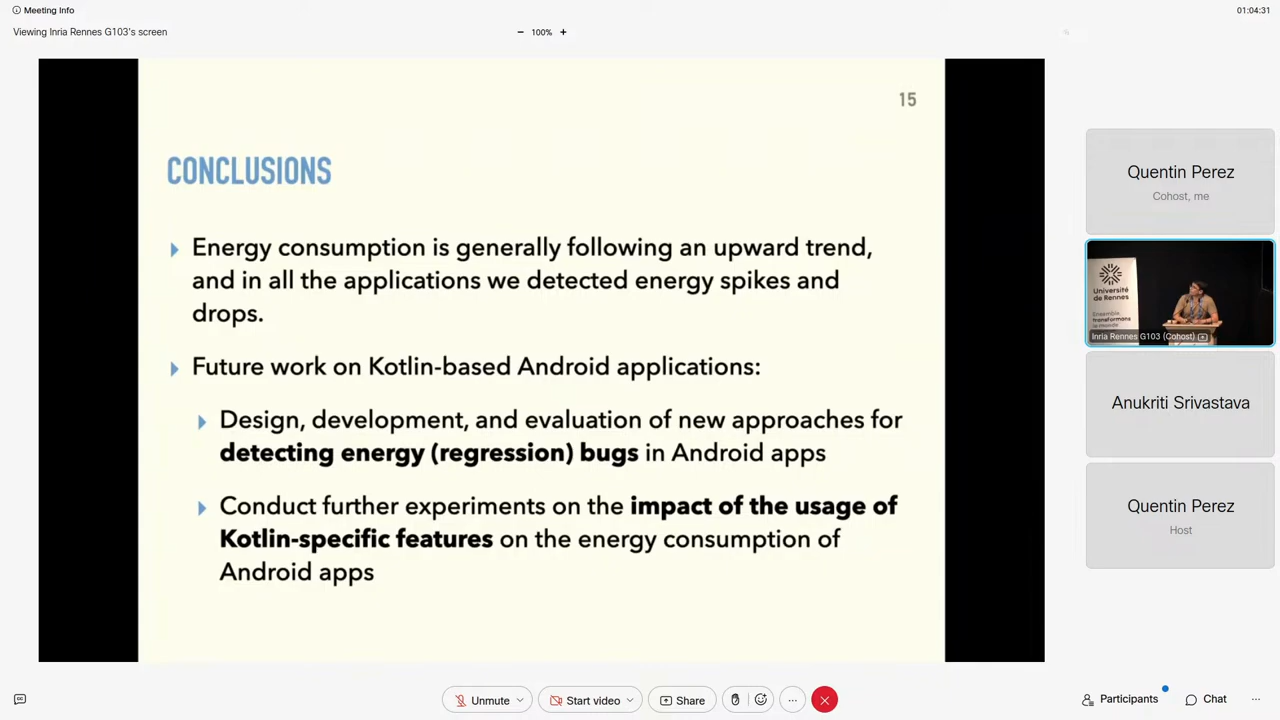 Meeting Info
01:04:31
Viewing Inria Rennes G103's screen
100%
15
CONCLUSIONS
Energy consumption is generally following an upward trend,
and in all the applications we detected energy spikes and
drops.
Future work on Kotlin-based Android applications:
Design, development, and evaluation of new approaches for
detecting energy (regression) bugs in Android apps
Conduct further experiments on the impact of the usage of
Kotlin-specific features on the energy consumption of
Android apps
Quentin Perez
Cohost, me
Université
de Rennes
Ensemble,
transformons
le monde
Inria Rennes G103 (Cohost)
Anukriti Srivastava
Quentin Perez
Host
Unmute
Start video
Share
Participants
Chat